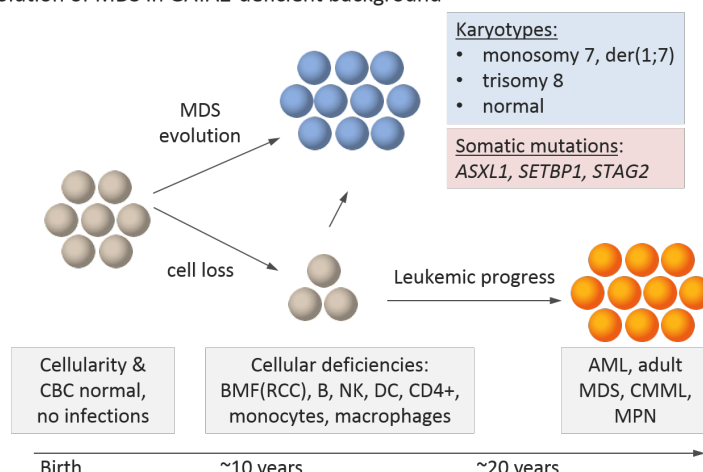 of MDS in GATA2-deficient background
Karyotypes:
• monosomy 7, der(1;7)
• trisomy 8
• normal
MDS
evolution
Somatic mutations:
ASXL1, SETBP1, STAG2
cell loss
Leukemic progress
Cellularity &
CBC normal,
no infections
Cellular deficiencies:
BMF(RCC), B, NK, DC, CD4+,
monocytes, macrophages
AML, adult
MDS, CMML,
MPN
Birth
~10 years
~20 years